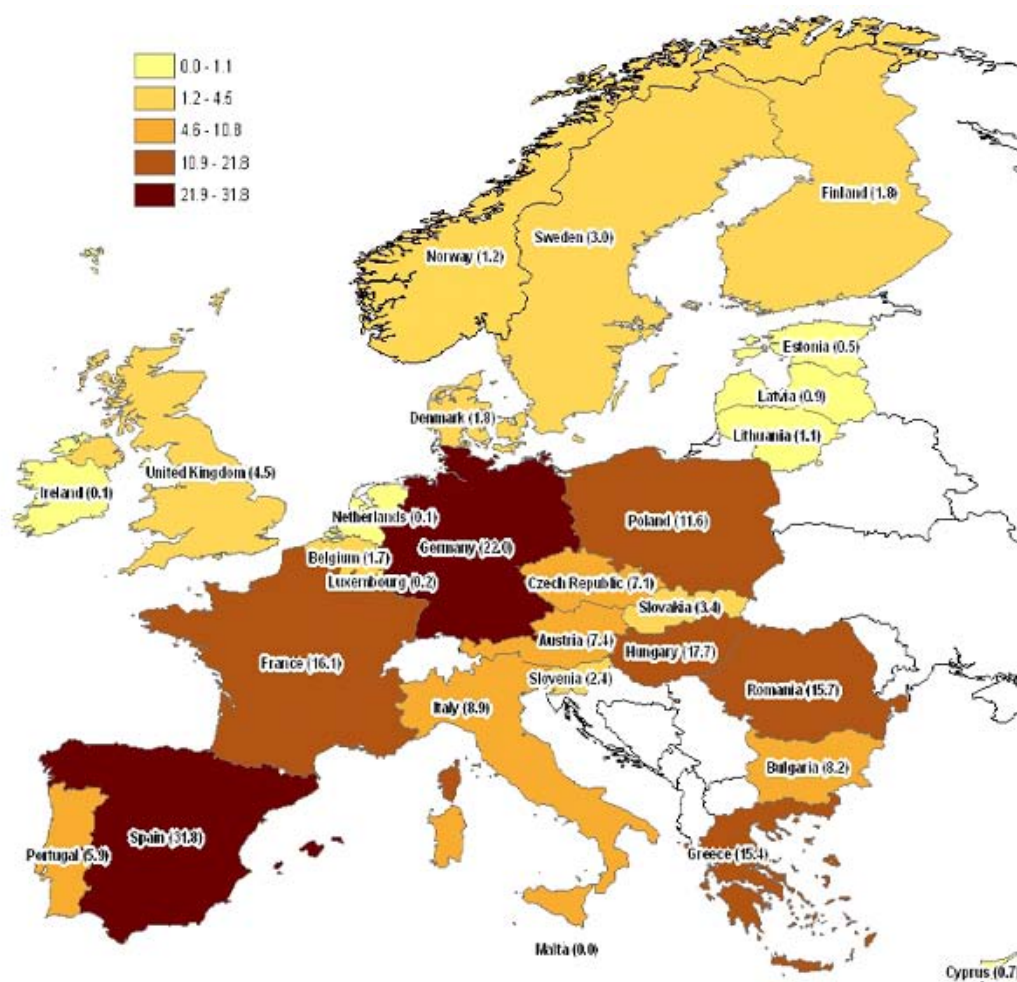 0.0 - 1.1
1.2 - 4.5
4.6 - 10.8
10.9 - 21.8
21.9 - 31.8
Finland (1.8)
Sweden (3.0)
Norway (1.2)
Estonia (0.5)
Latvia (0.9)
Denmark (1.8)
Lithuania (1.1)
United Kingdom (4.5)
Ireland (0.1)
Netherlands (0.1)
Poland (11.6)
Germany (22.0)
Belgium (1.7)
Luxembourg (0.2)
Czech Republic (7.1)
Slovakia (3.4)
Austria (7.4)
Hungary (17.7)
France (16.1)
Slovenia (2.4)
Romania (15.7)
Italy (8.9)
Bulgaria (8.2)
Spain (31.8)
Portugal (5.9)
Greece (15.4)
Malta (0.0)
Cyprus (0.7)